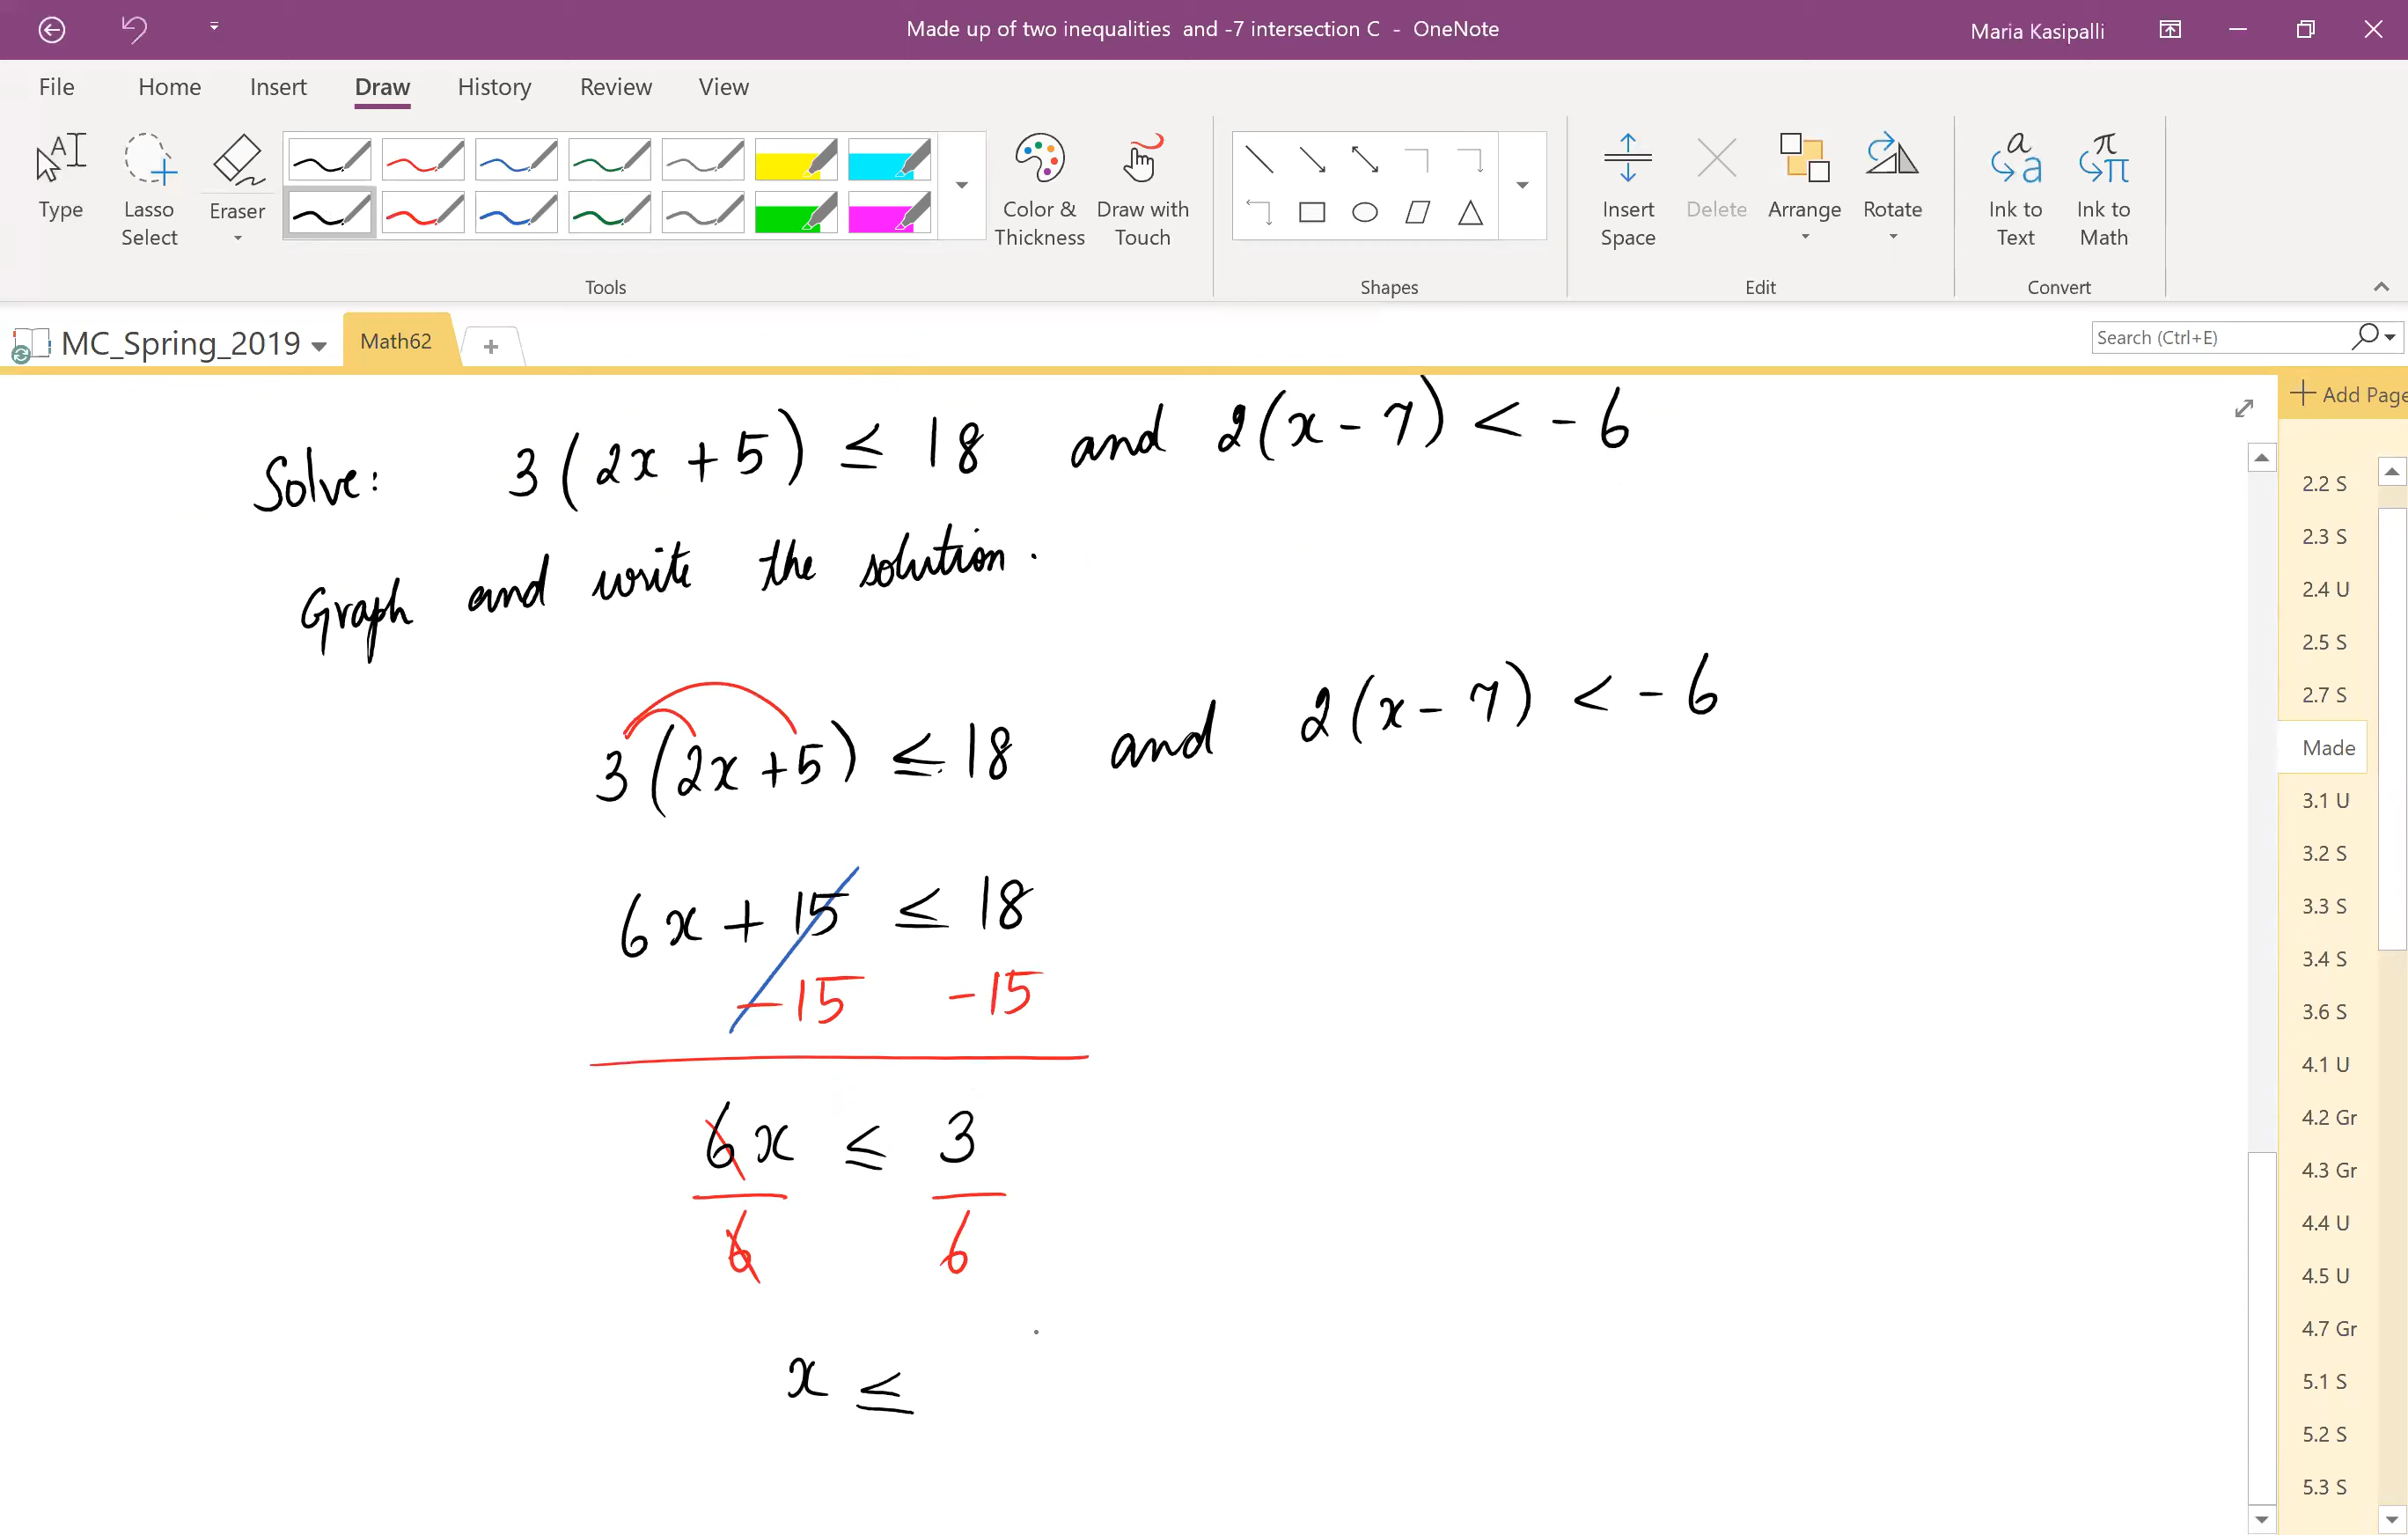 Made up of two inequalities and -7 intersection C - OneNote
Maria Kasipalli
File Home Insert Draw History Review View
Type
Lasso Select
Eraser
Color & Thickness
Draw with Touch
Insert Space
Delete
Arrange
Rotate
Ink to Text
Ink to Math
Tools Shapes Edit Convert
MC_Spring_2019 Math62
Search (Ctrl+E)
Add Page
Solve: 3(2x + 5) ≤ 18 and 2(x - 7) < - 6
Graph and write the solution.
3(2x + 5) ≤ 18 and 2(x - 7) < - 6
6x + 15 ≤ 18
- 15 - 15
6x ≤ 3
6 6
x ≤
2.2 S
2.3 S
2.4 U
2.5 S
2.7 S
Made
3.1 U
3.2 S
3.3 S
3.4 S
3.6 S
4.1 U
4.2 Gr
4.3 Gr
4.4 U
4.5 U
4.7 Gr
5.1 S
5.2 S
5.3 S